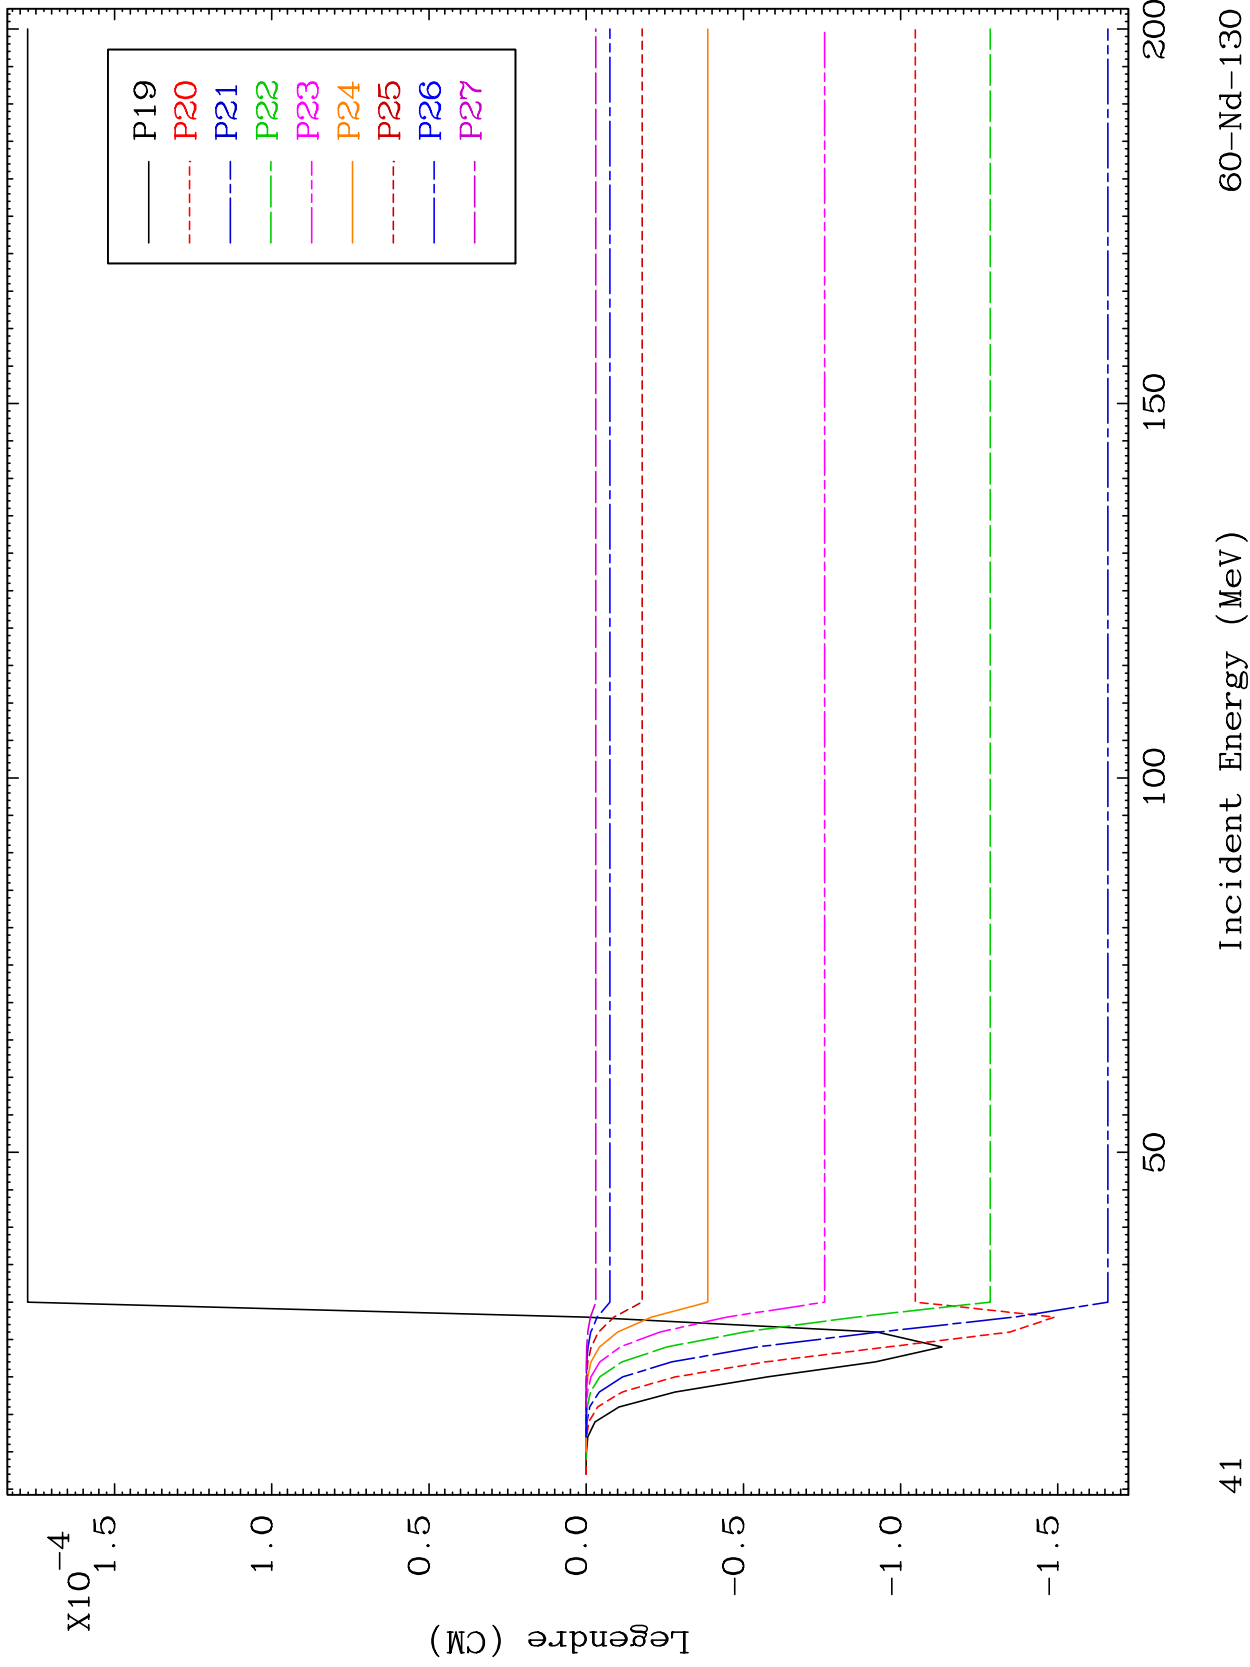 X10-4
1.5
1.0
0.5
0.0
-0.5
-1.0
-1.5
Legendre (CM)
P19
P20
P21
P22
P23
P24
P25
P26
P27
50
100
150
200
41
Incident Energy (MeV)
60-Nd-130